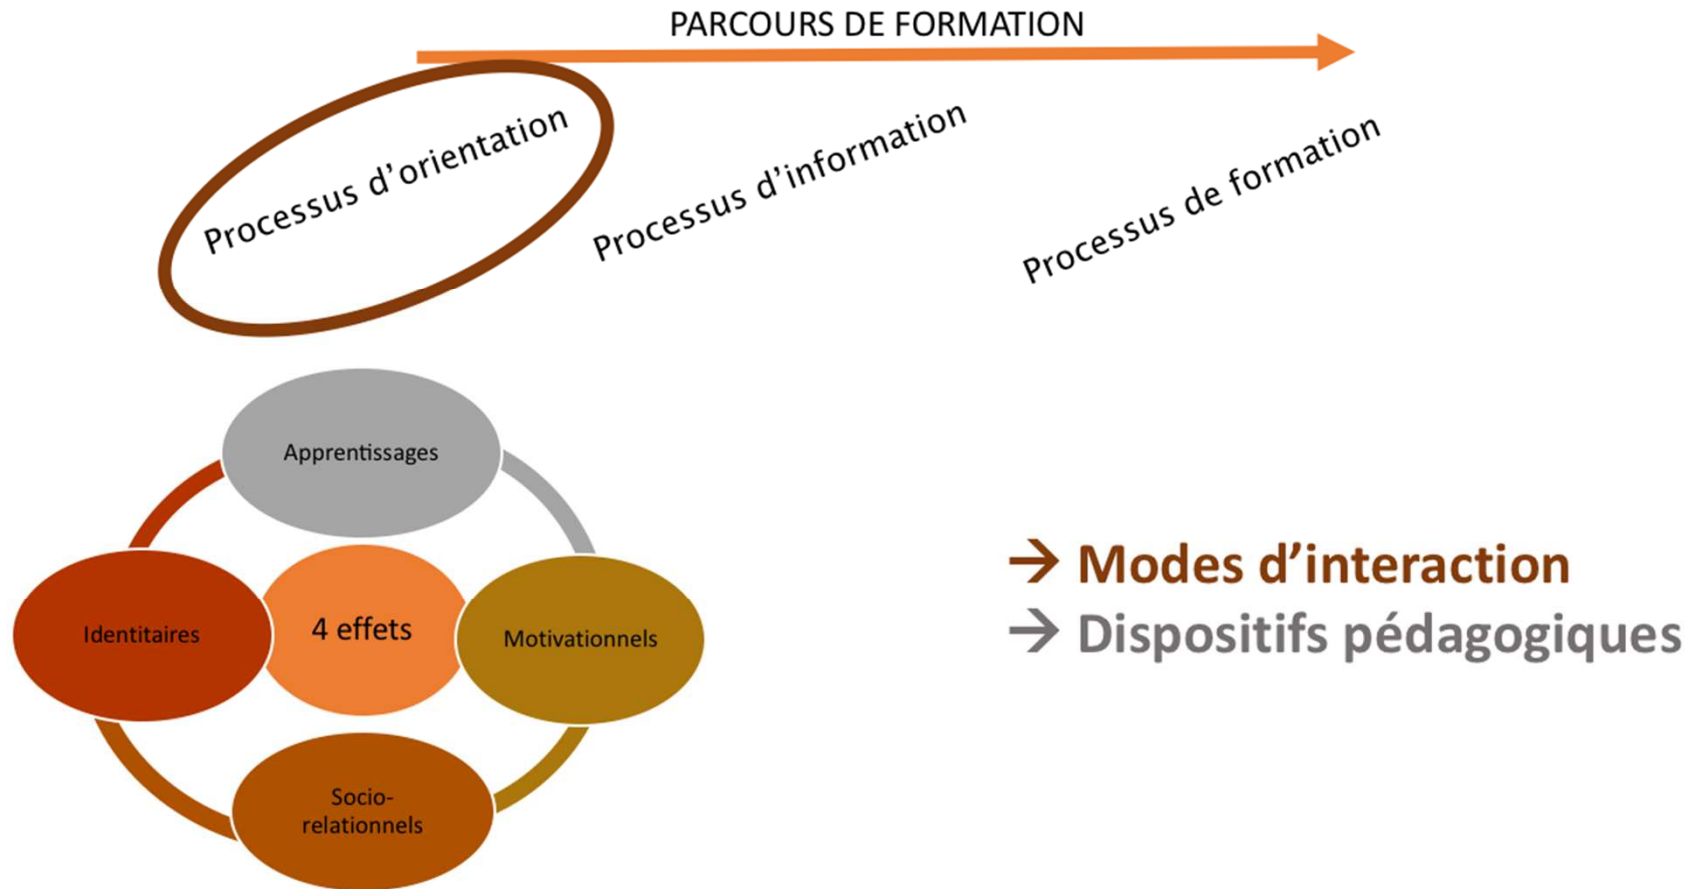 PARCOURS DE FORMATION
Processus d’orientation
Processus d’information
Processus de formation
Apprentissages
Identitaires
4 effets
Motivationnels
Socio-
relationnels
→ Modes d’interaction
→ Dispositifs pédagogiques